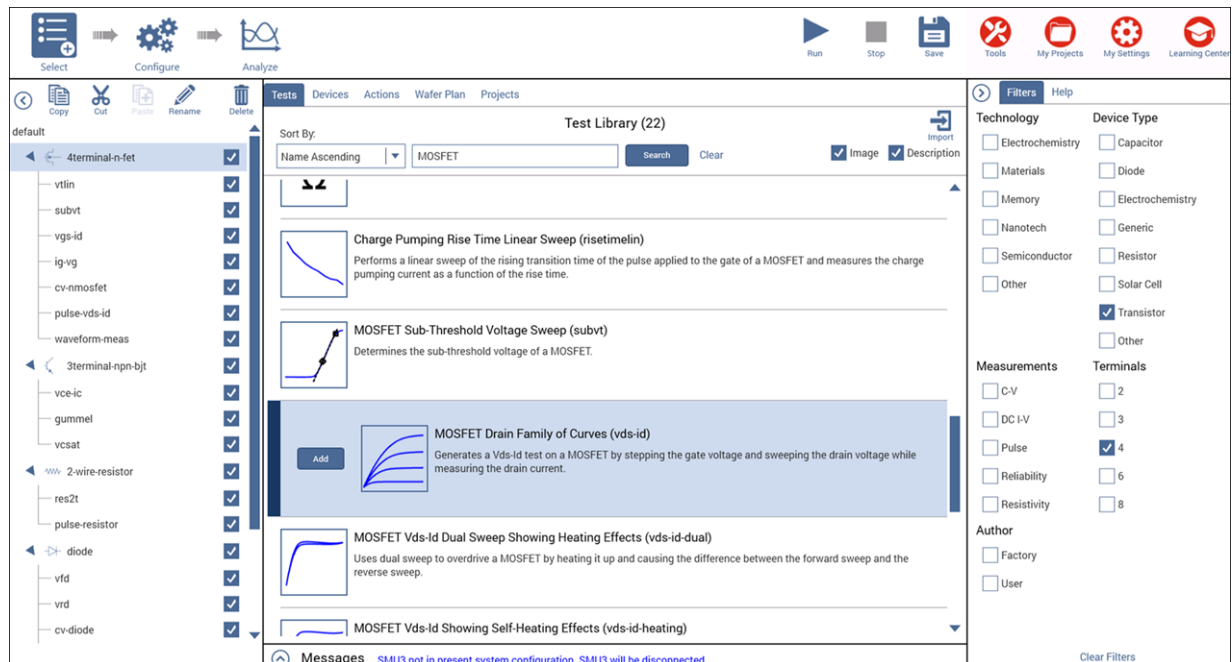 Select
Configure
Analyze
Run
Stop
Save
Tools
My Projects
My Settings
Learning Center
Copy
Cut
Paste
Rename
Delete
default
4terminal-n-fet
vtlin
subvt
vgs-id
ig-vg
cv-nmosfet
pulse-vds-id
waveform-meas
3terminal-npn-bjt
vce-ic
gummel
vcsat
2-wire-resistor
res2t
pulse-resistor
diode
vfd
vrd
cv-diode
Tests Devices Actions Wafer Plan Projects
Test Library (22)
Import
Sort By:
Name Ascending
MOSFET
Search
Clear
Image
Description
Charge Pumping Rise Time Linear Sweep (risetimelin)
Performs a linear sweep of the rising transition time of the pulse applied to the gate of a MOSFET and measures the charge
pumping current as a function of the rise time.
MOSFET Sub-Threshold Voltage Sweep (subvt)
Determines the sub-threshold voltage of a MOSFET.
Add
MOSFET Drain Family of Curves (vds-id)
Generates a Vds-Id test on a MOSFET by stepping the gate voltage and sweeping the drain voltage while
measuring the drain current.
MOSFET Vds-Id Dual Sweep Showing Heating Effects (vds-id-dual)
Uses dual sweep to overdrive a MOSFET by heating it up and causing the difference between the forward sweep and the
reverse sweep.
MOSFET Vds-Id Showing Self-Heating Effects (vds-id-heating)
Messages SMU3 not in present system configuration, SMU3 will be disconnected
Filters Help
Technology
Electrochemistry
Materials
Memory
Nanotech
Semiconductor
Other
Device Type
Capacitor
Diode
Electrochemistry
Generic
Resistor
Solar Cell
Transistor
Other
Measurements
C-V
DC I-V
Pulse
Reliability
Resistivity
Terminals
2
3
4
6
8
Author
Factory
User
Clear Filters